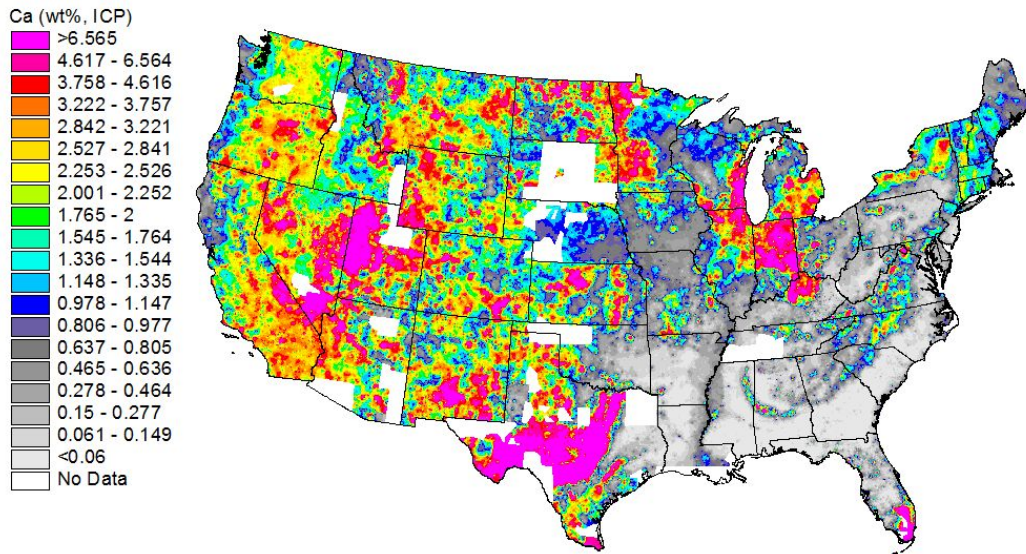 Ca (wt%, ICP)
>6.565
4.617 - 6.564
3.758 - 4.616
3.222 - 3.757
2.842 - 3.221
2.527 - 2.841
2.253 - 2.526
2.001 - 2.252
1.765 - 2
1.545 - 1.764
1.336 - 1.544
1.148 - 1.335
0.978 - 1.147
0.806 - 0.977
0.637 - 0.805
0.465 - 0.636
0.278 - 0.464
0.15 - 0.277
0.061 - 0.149
<0.06
No Data